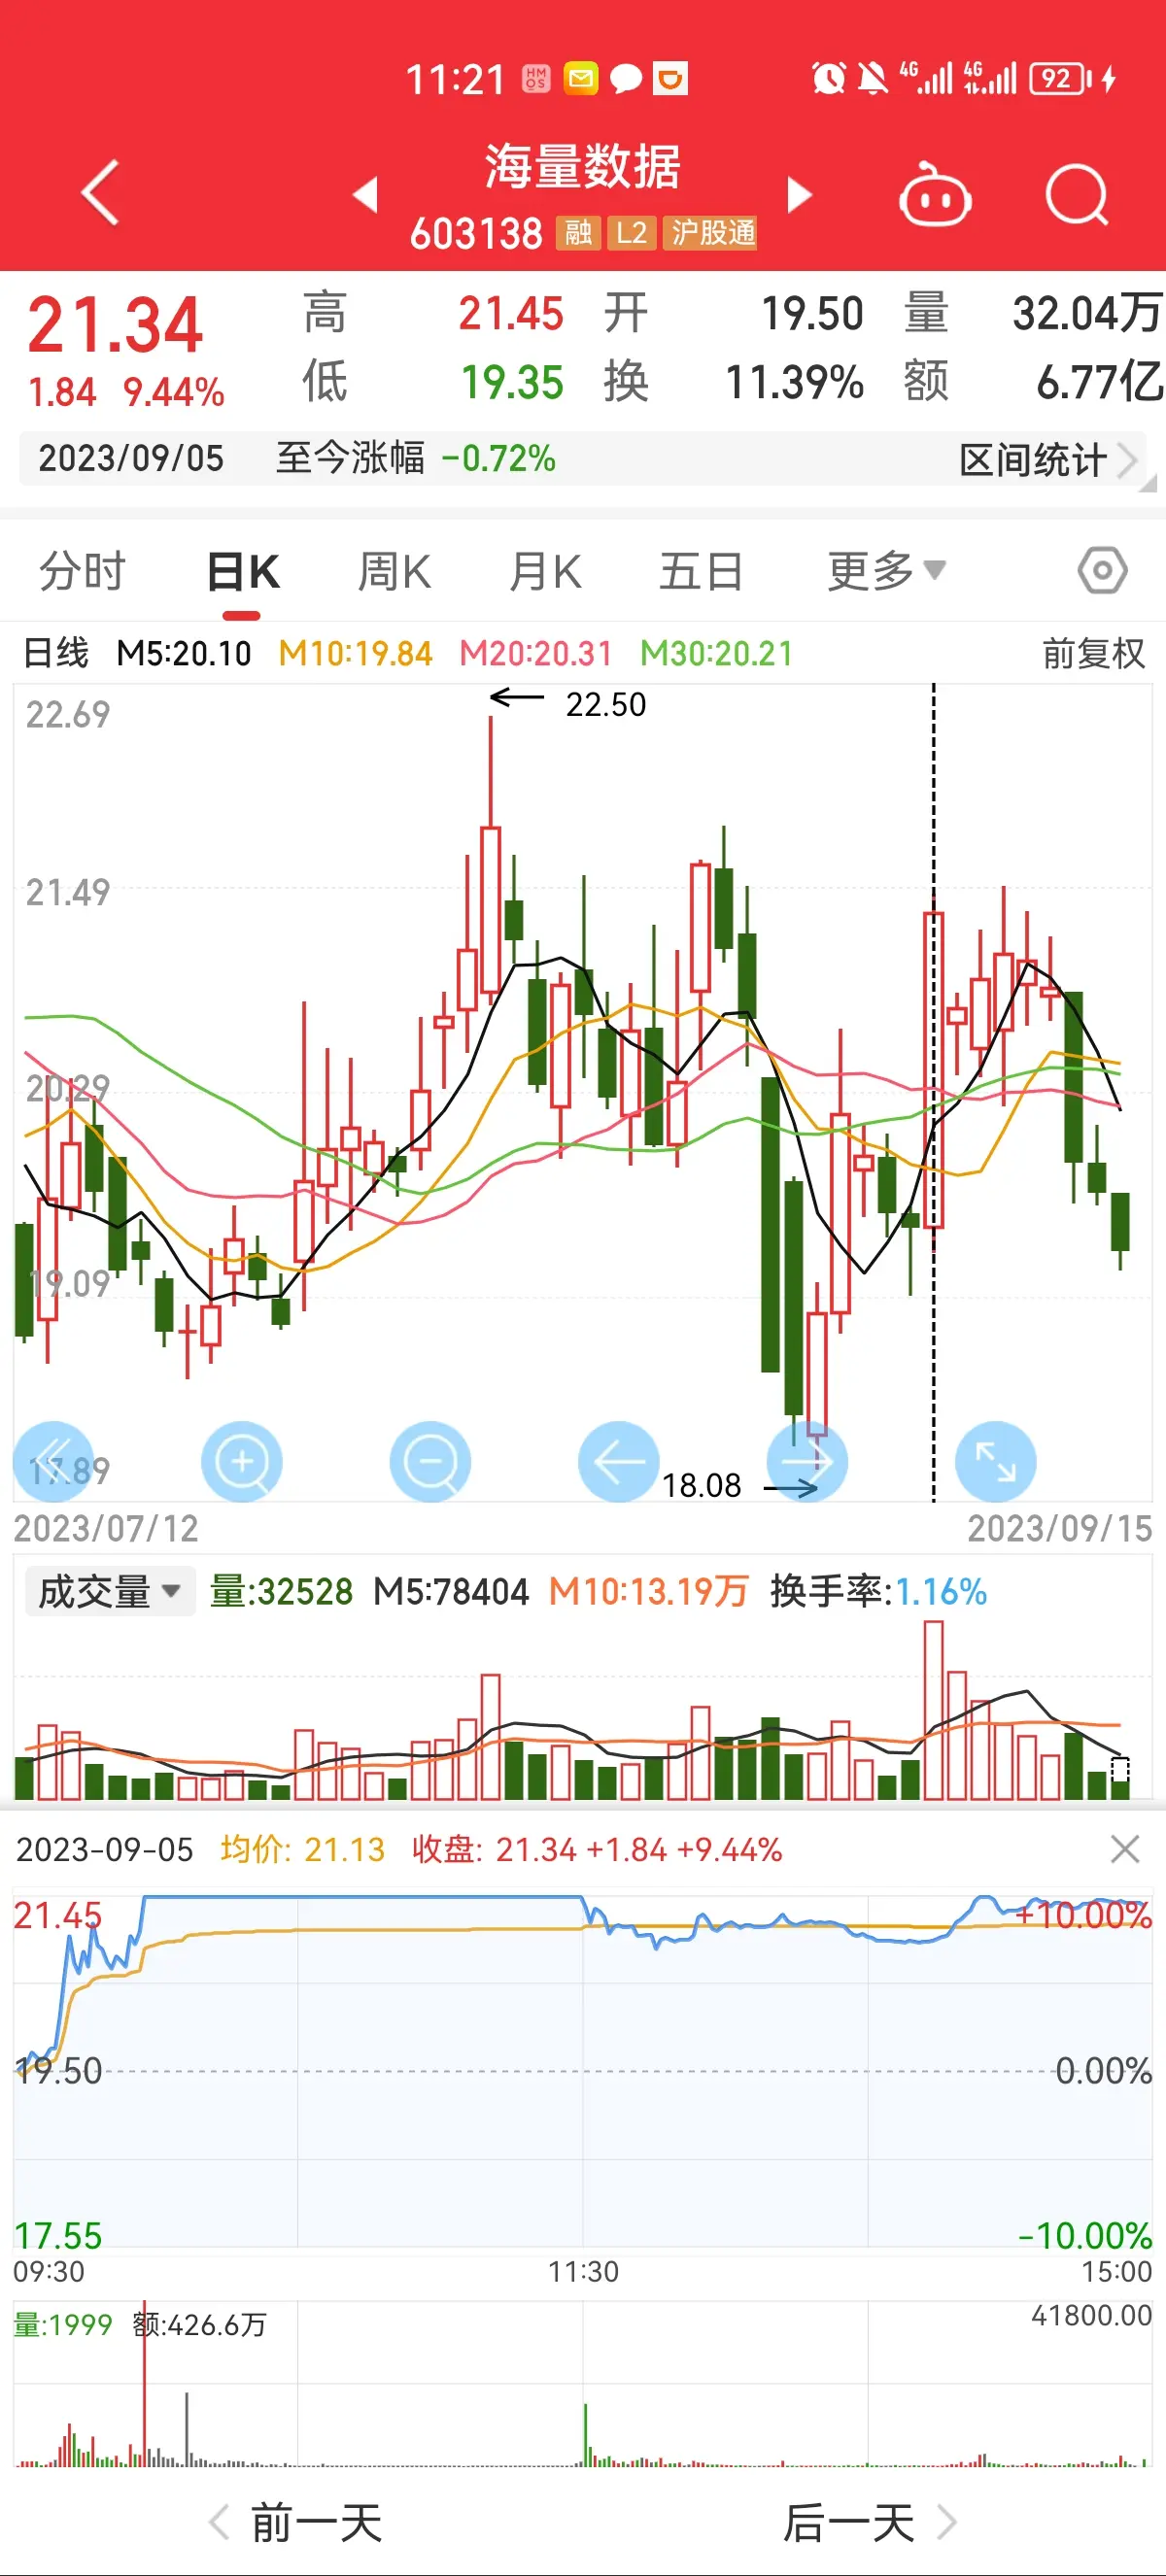 11:21 HM OS 4G 4G 92
海量数据
603138 融 L2 沪股通
21.34 高 21.45 开 19.50 量 32.04万
1.84 9.44% 低 19.35 换 11.39% 额 6.77亿
2023/09/05 至今涨幅 -0.72% 区间统计
分时 日K 周K 月K 五日 更多
日线 M5:20.10 M10:19.84 M20:20.31 M30:20.21 前复权
22.69
22.50
21.49
20.29
19.09
17.89
18.08
2023/07/12 2023/09/15
成交量 量:32528 M5:78404 M10:13.19万 换手率:1.16%
2023-09-05 均价: 21.13 收盘: 21.34 +1.84 +9.44%
21.45 +10.00%
19.50 0.00%
17.55 -10.00%
09:30 11:30 15:00
量:1999 额:426.6万 41800.00
前一天 后一天